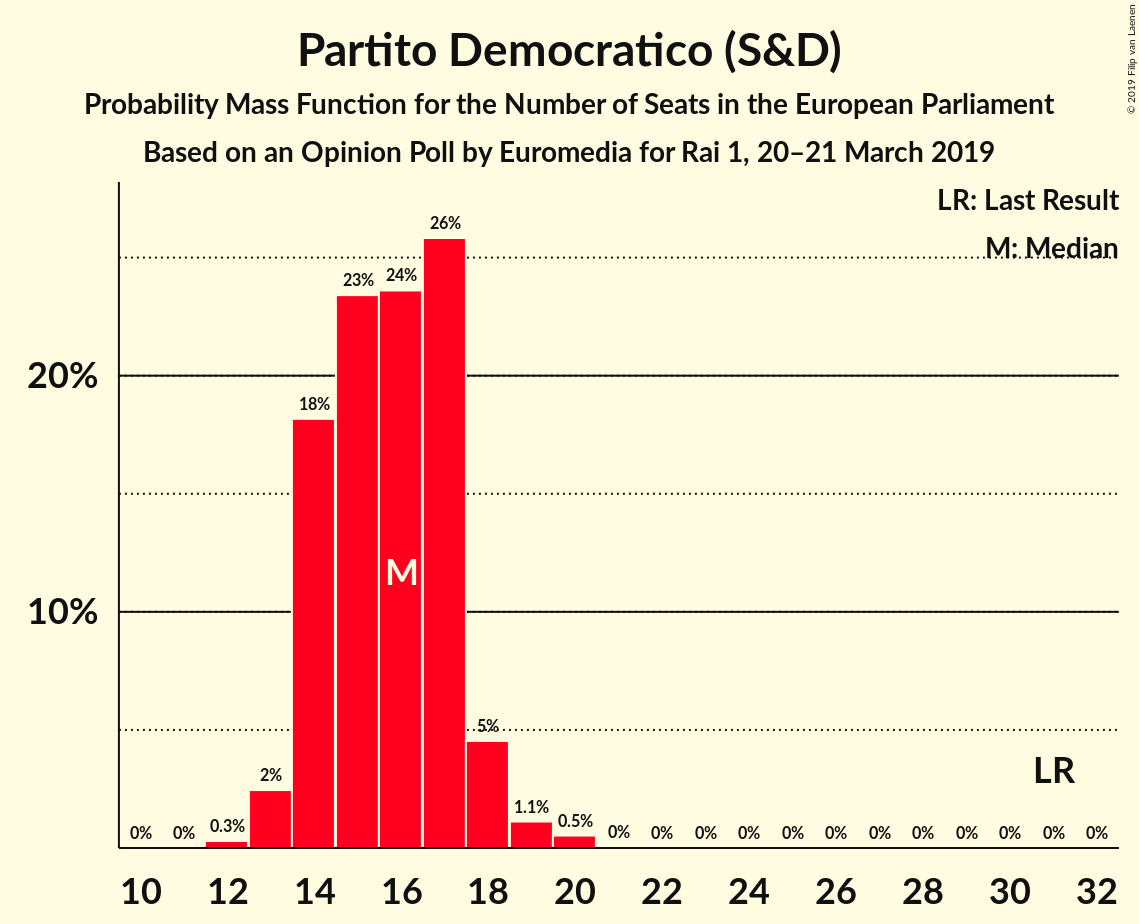 Partito Democratico (S&D)
Probability Mass Function for the Number of Seats in the European Parliament
Based on an Opinion Poll by Euromedia for Rai 1, 20–21 March 2019
© 2019 Filip van Laenen
LR: Last Result
M: Median
20%
10%
0%
0%
0.3%
2%
18%
23%
24%
26%
5%
1.1%
0.5%
0%
0%
0%
0%
0%
0%
0%
0%
0%
0%
0%
0%
M
LR
10 12 14 16 18 20 22 24 26 28 30 32